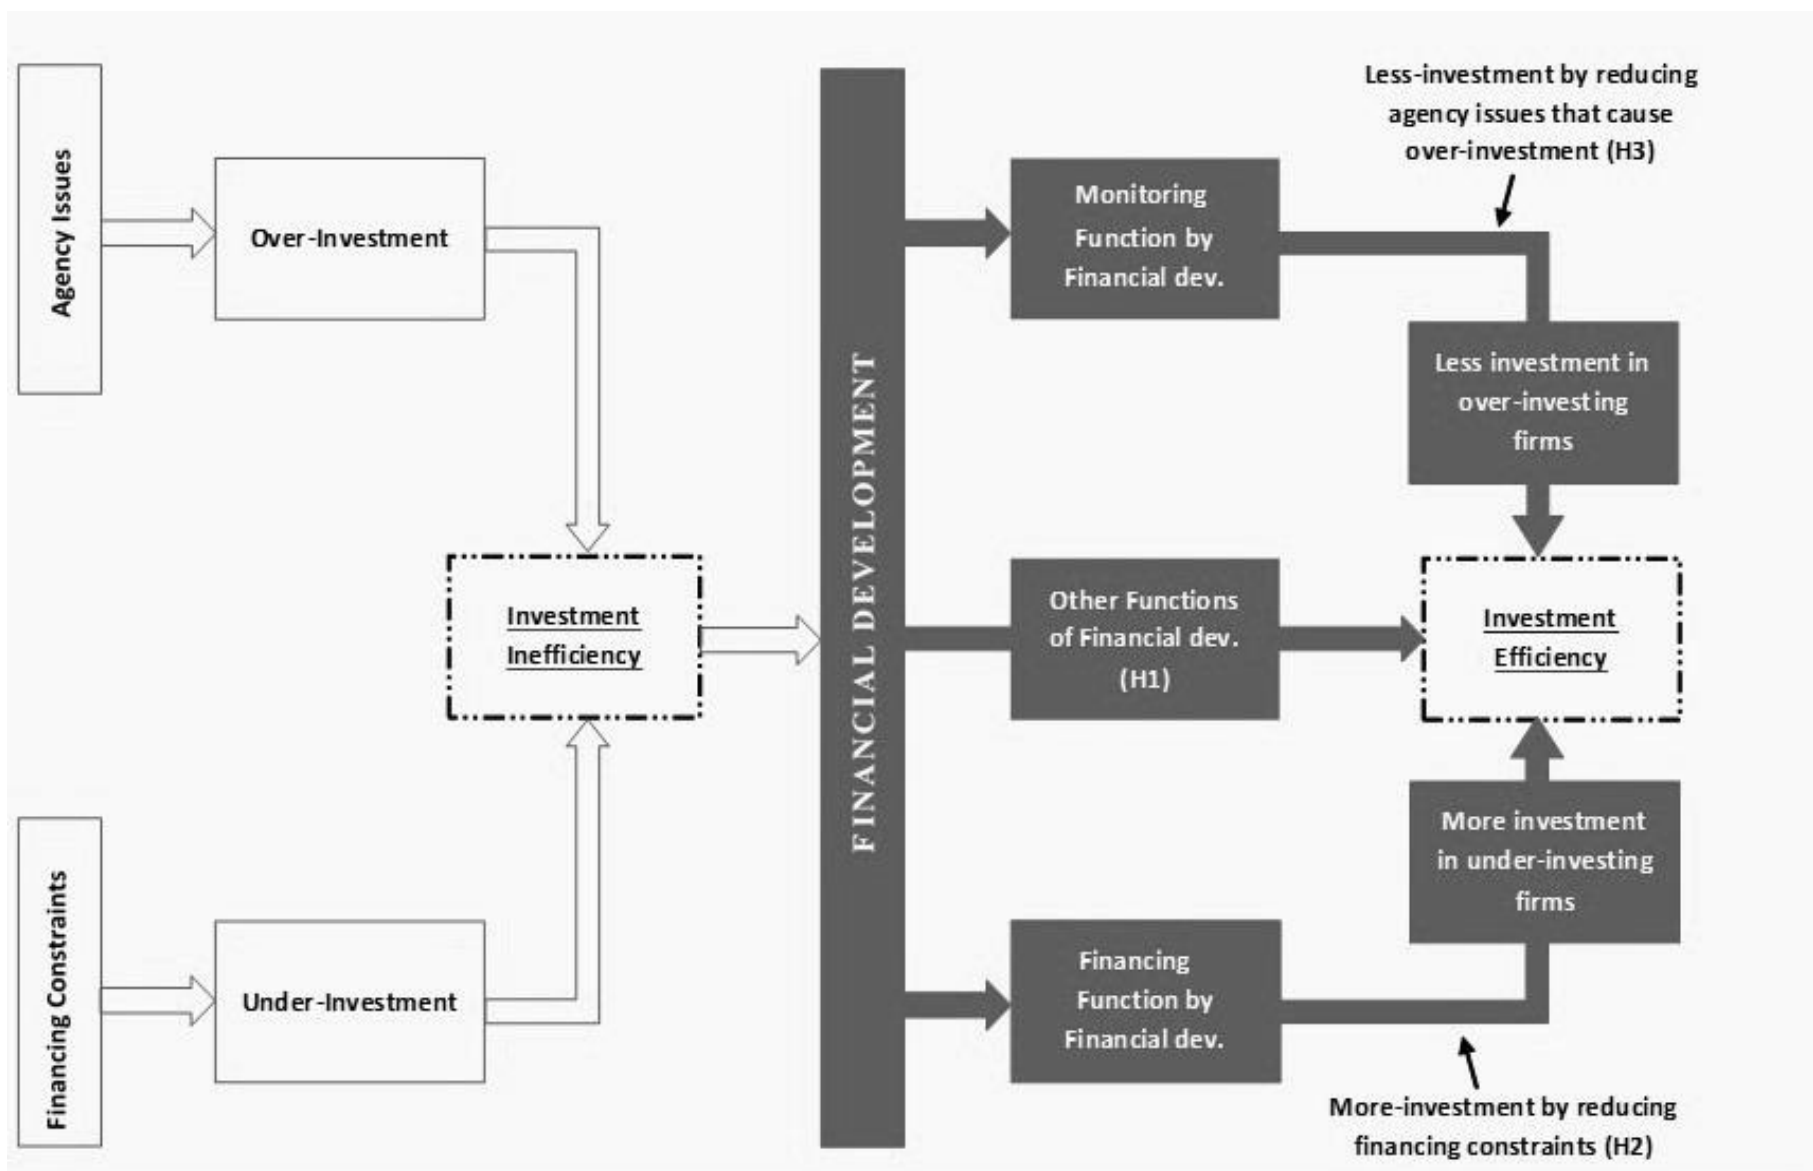 Agency Issues
Over-Investment
Investment
Inefficiency
Financing Constraints
Under-Investment
FINANCIAL DEVELOPMENT
Less-investment by reducing
agency issues that cause
over-investment (H3)
Monitoring
Function by
Financial dev.
Less investment in
over-investing
firms
Other Functions
of Financial dev.
(H1)
Investment
Efficiency
More investment
in under-investing
firms
Financing
Function by
Financial dev.
More-investment by reducing
financing constraints (H2)